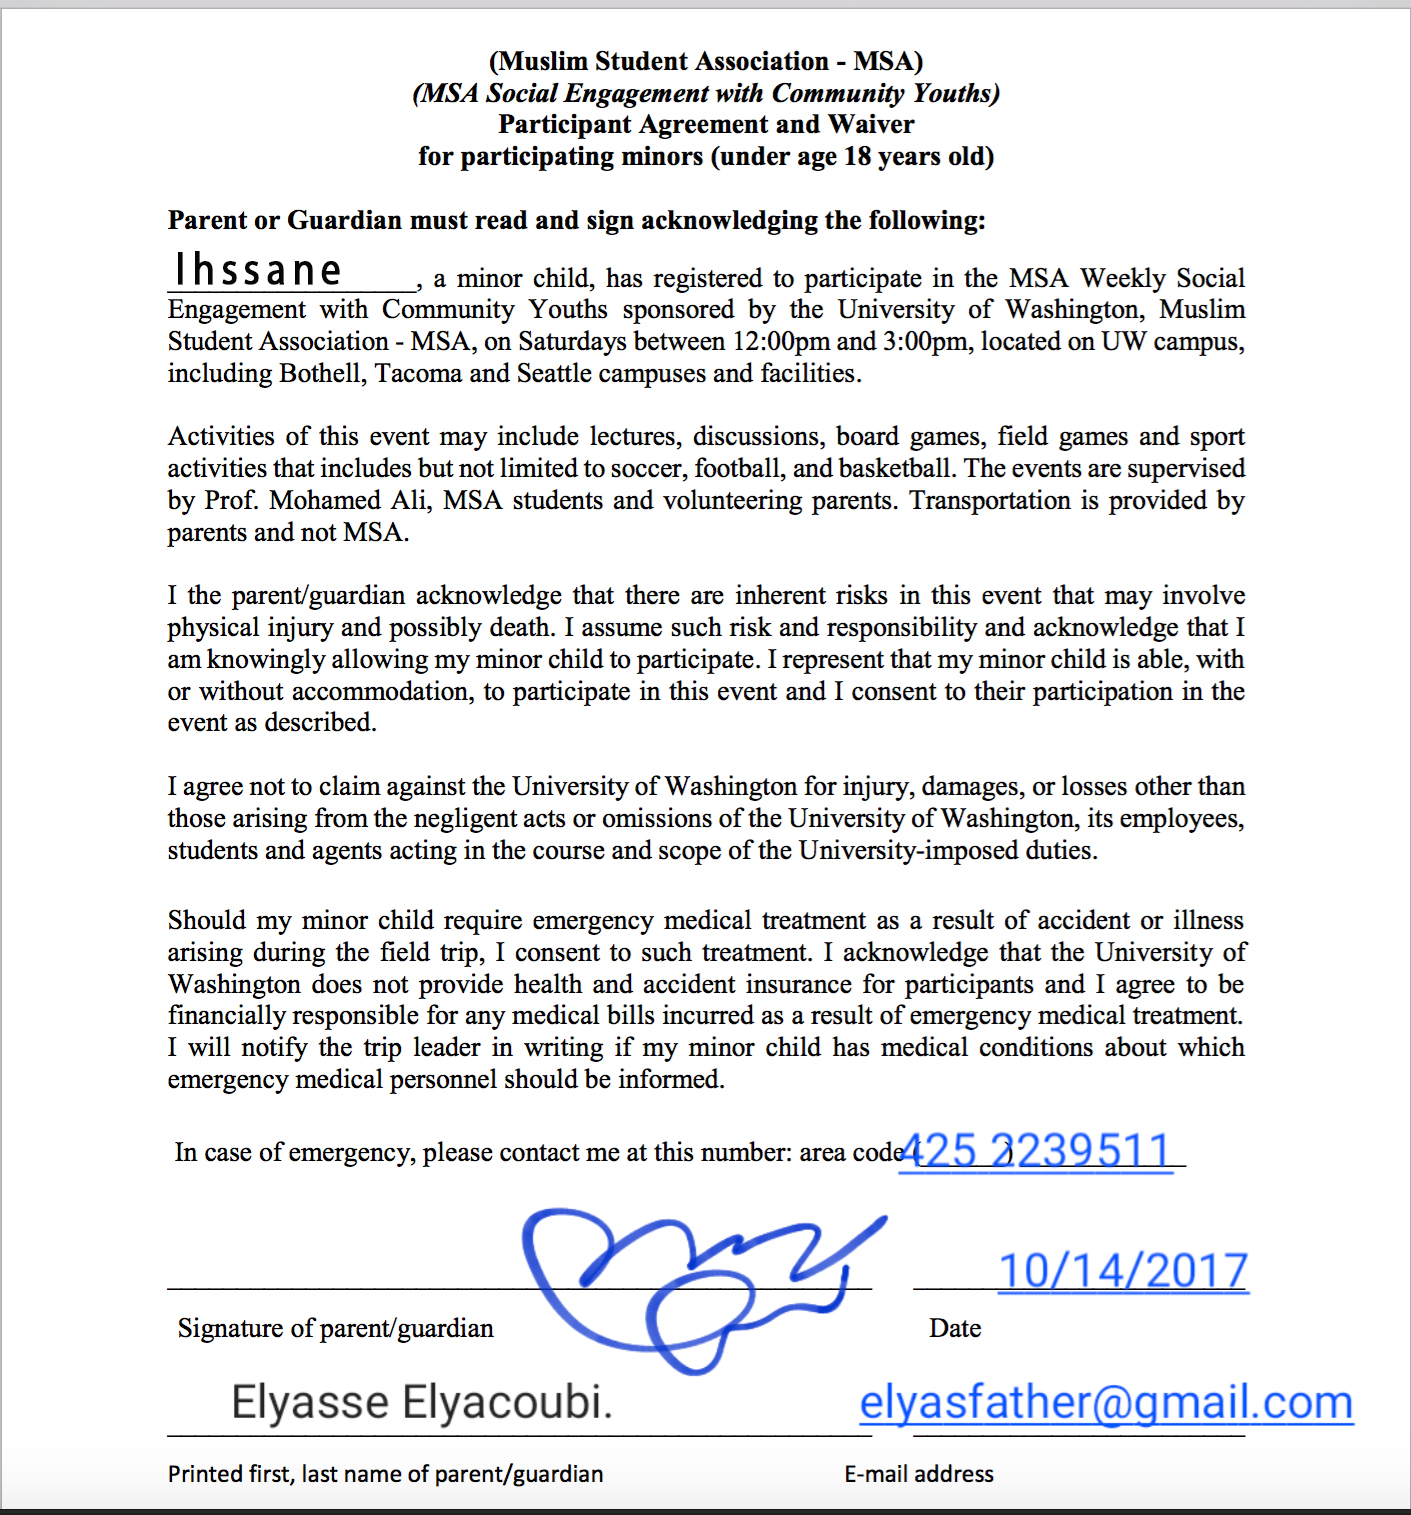 (Muslim Student Association - MSA)
(MSA Social Engagement with Community Youths)
Participant Agreement and Waiver
for participating minors (under age 18 years old)
Parent or Guardian must read and sign acknowledging the following:
Ihssane, a minor child, has registered to participate in the MSA Weekly Social
Engagement with Community Youths sponsored by the University of Washington, Muslim
Student Association - MSA, on Saturdays between 12:00pm and 3:00pm, located on UW campus,
including Bothell, Tacoma and Seattle campuses and facilities.
Activities of this event may include lectures, discussions, board games, field games and sport
activities that includes but not limited to soccer, football, and basketball. The events are supervised
by Prof. Mohamed Ali, MSA students and volunteering parents. Transportation is provided by
parents and not MSA.
I the parent/guardian acknowledge that there are inherent risks in this event that may involve
physical injury and possibly death. I assume such risk and responsibility and acknowledge that I
am knowingly allowing my minor child to participate. I represent that my minor child is able, with
or without accommodation, to participate in this event and I consent to their participation in the
event as described.
I agree not to claim against the University of Washington for injury, damages, or losses other than
those arising from the negligent acts or omissions of the University of Washington, its employees,
students and agents acting in the course and scope of the University-imposed duties.
Should my minor child require emergency medical treatment as a result of accident or illness
arising during the field trip, I consent to such treatment. I acknowledge that the University of
Washington does not provide health and accident insurance for participants and I agree to be
financially responsible for any medical bills incurred as a result of emergency medical treatment.
I will notify the trip leader in writing if my minor child has medical conditions about which
emergency medical personnel should be informed.
In case of emergency, please contact me at this number: area code (425 )2239511
10/14/2017
Signature of parent/guardian Date
Elyasse Elyacoubi. elyasfather@gmail.com
Printed first, last name of parent/guardian E-mail address